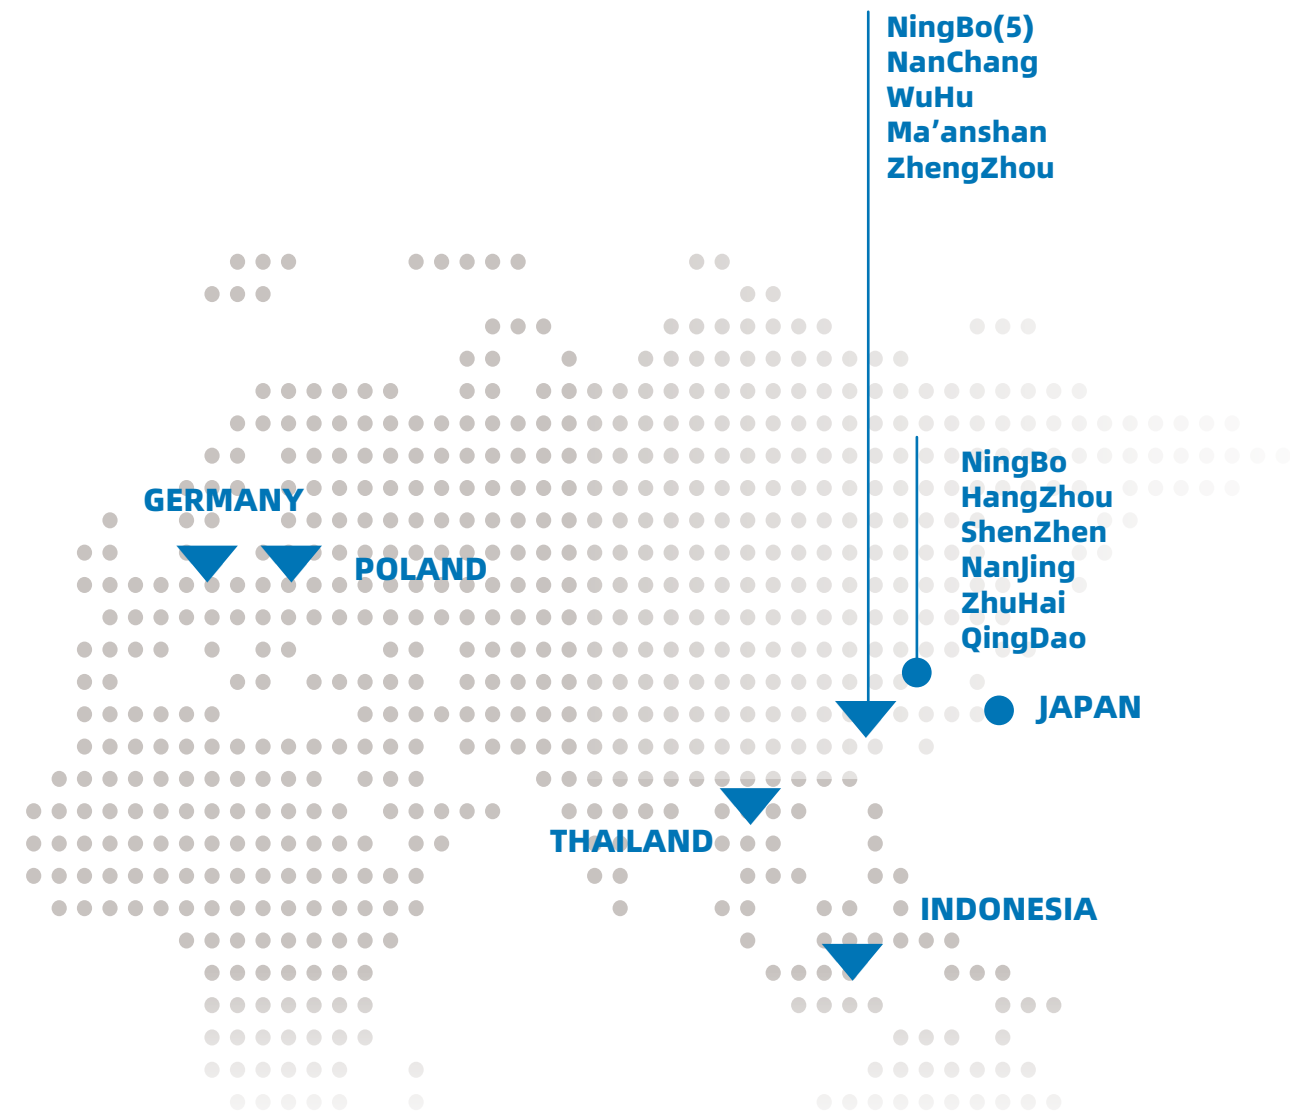 NingBo(5)
NanChang
WuHu
Ma’anshan
ZhengZhou
NingBo
HangZhou
ShenZhen
NanJing
ZhuHai
QingDao
GERMANY
POLAND
JAPAN
THAILAND
INDONESIA